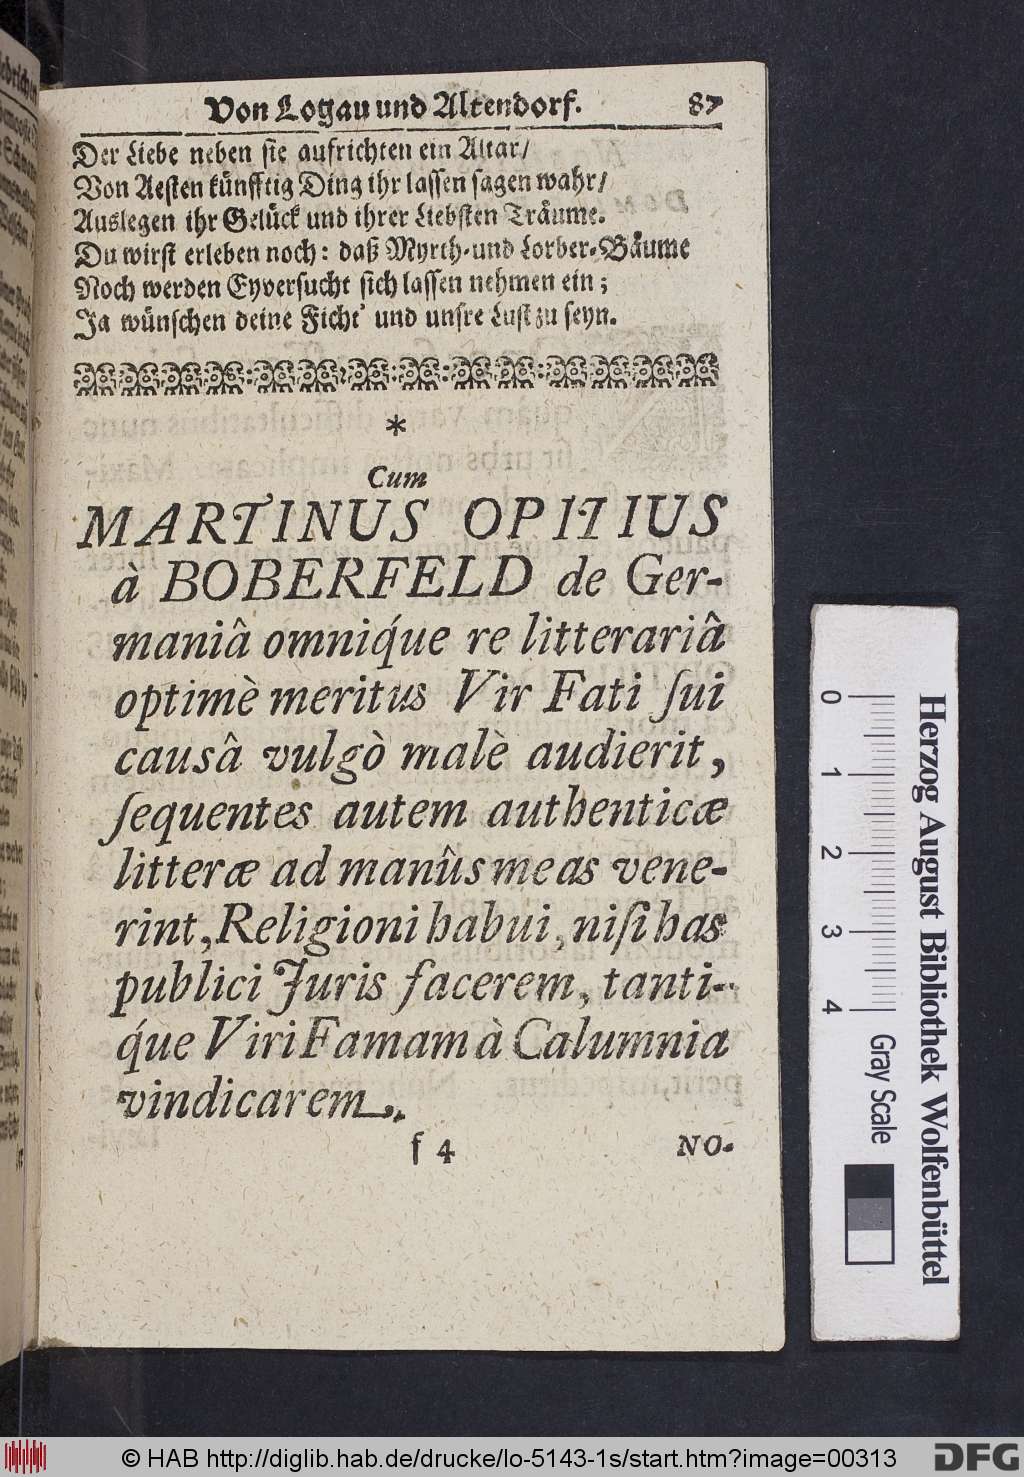 Von Logau und Altendorf. 87
Der Liebe neben sie aufrichten ein Altar/
Von Aesten künfftig Ding ihr lassen sagen wahr/
Auslegen ihr Gelück und ihrer Liebsten Träume.
Du wirst erleben noch: daß Myrth-und Lorber-Bäume
Noch werden Eyversucht sich lassen nehmen ein;
Ja wünschen deine Ficht' und unsre Lust zu seyn.
*
Cum
MARTINUS OPITIUS
à BOBERFELD de Ger-
maniâ omniq́ue re litterariâ
optimè meritus Vir Fati ſui
causâ vulgò malè audierit,
ſequentes autem authenticæ
litteræ ad manûs meas vene-
rint, Religioni habui, niſi has
publici Juris facerem, tanti-
q́ue Viri Famam à Calumnia
vindicarem.
f 4 NO-
0 1 2 3 4
Gray Scale
Herzog August Bibliothek Wolfenbüttel
© HAB http://diglib.hab.de/drucke/lo-5143-1s/start.htm?image=00313
DFG